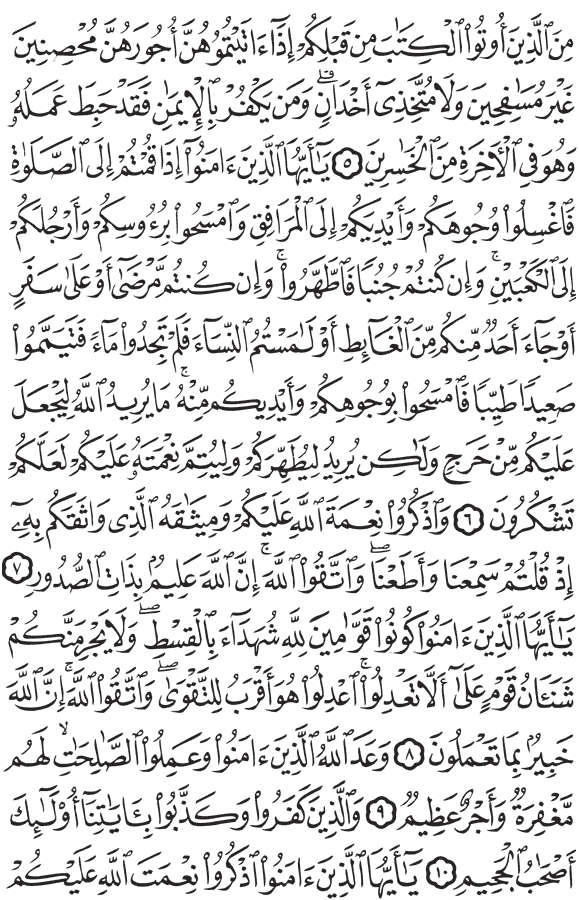 مِنَ ٱلَّذِينَ أُوتُوا۟ ٱلْكِتَٰبَ مِن قَبْلِكُمْ إِذَآ ءَاتَيْتُمُوهُنَّ أُجُورَهُنَّ مُحْصِنِينَ
غَيْرَ مُسَٰفِحِينَ وَلَا مُتَّخِذِىٓ أَخْدَانٍۗ وَمَن يَكْفُرْ بِٱلْإِيمَٰنِ فَقَدْ حَبِطَ عَمَلُهُۥ
وَهُوَ فِى ٱلْأَخِرَةِ مِنَ ٱلْخَٰسِرِينَ ٥ يَٰٓأَيُّهَا ٱلَّذِينَ ءَامَنُوٓا۟ إِذَا قُمْتُمْ إِلَى ٱلصَّلَوٰةِ
فَٱغْسِلُوا۟ وُجُوهَكُمْ وَأَيْدِيَكُمْ إِلَى ٱلْمَرَافِقِ وَٱمْسَحُوا۟ بِرُءُوسِكُمْ وَأَرْجُلَكُمْ
إِلَى ٱلْكَعْبَيْنِۚ وَإِن كُنتُمْ جُنُبًا فَٱطَّهَّرُوا۟ۚ وَإِن كُنتُم مَّرْضَىٰٓ أَوْ عَلَىٰ سَفَرٍ
أَوْ جَآءَ أَحَدٌ مِّنكُم مِّنَ ٱلْغَآئِطِ أَوْ لَٰمَسْتُمُ ٱلنِّسَآءَ فَلَمْ تَجِدُوا۟ مَآءً فَتَيَمَّمُوا۟
صَعِيدًا طَيِّبًا فَٱمْسَحُوا۟ بِوُجُوهِكُمْ وَأَيْدِيكُم مِّنْهُۚ مَا يُرِيدُ ٱللَّهُ لِيَجْعَلَ
عَلَيْكُم مِّنْ حَرَجٍ وَلَٰكِن يُرِيدُ لِيُطَهِّرَكُمْ وَلِيُتِمَّ نِعْمَتَهُۥ عَلَيْكُمْ لَعَلَّكُمْ
تَشْكُرُونَ ٦ وَٱذْكُرُوا۟ نِعْمَةَ ٱللَّهِ عَلَيْكُمْ وَمِيثَٰقَهُ ٱلَّذِى وَاثَقَكُم بِهِۦٓ
إِذْ قُلْتُمْ سَمِعْنَا وَأَطَعْنَاۖ وَٱتَّقُوا۟ ٱللَّهَۚ إِنَّ ٱللَّهَ عَلِيمٌۢ بِذَاتِ ٱلصُّدُورِ ٧
يَٰٓأَيُّهَا ٱلَّذِينَ ءَامَنُوا۟ كُونُوا۟ قَوَّٰمِينَ لِلَّهِ شُهَدَآءَ بِٱلْقِسْطِۖ وَلَا يَجْرِمَنَّكُمْ
شَنَـَٔانُ قَوْمٍ عَلَىٰٓ أَلَّا تَعْدِلُوا۟ۚ ٱعْدِلُوا۟ هُوَ أَقْرَبُ لِلتَّقْوَىٰۖ وَٱتَّقُوا۟ ٱللَّهَۚ إِنَّ ٱللَّهَ
خَبِيرٌۢ بِمَا تَعْمَلُونَ ٨ وَعَدَ ٱللَّهُ ٱلَّذِينَ ءَامَنُوا۟ وَعَمِلُوا۟ ٱلصَّٰلِحَٰتِۙ لَهُم
مَّغْفِرَةٌ وَأَجْرٌ عَظِيمٌ ٩ وَٱلَّذِينَ كَفَرُوا۟ وَكَذَّبُوا۟ بِـَٔايَٰتِنَآ أُو۟لَٰٓئِكَ
أَصْحَٰبُ ٱلْجَحِيمِ ١٠ يَٰٓأَيُّهَا ٱلَّذِينَ ءَامَنُوا۟ ٱذْكُرُوا۟ نِعْمَتَ ٱللَّهِ عَلَيْكُمْ